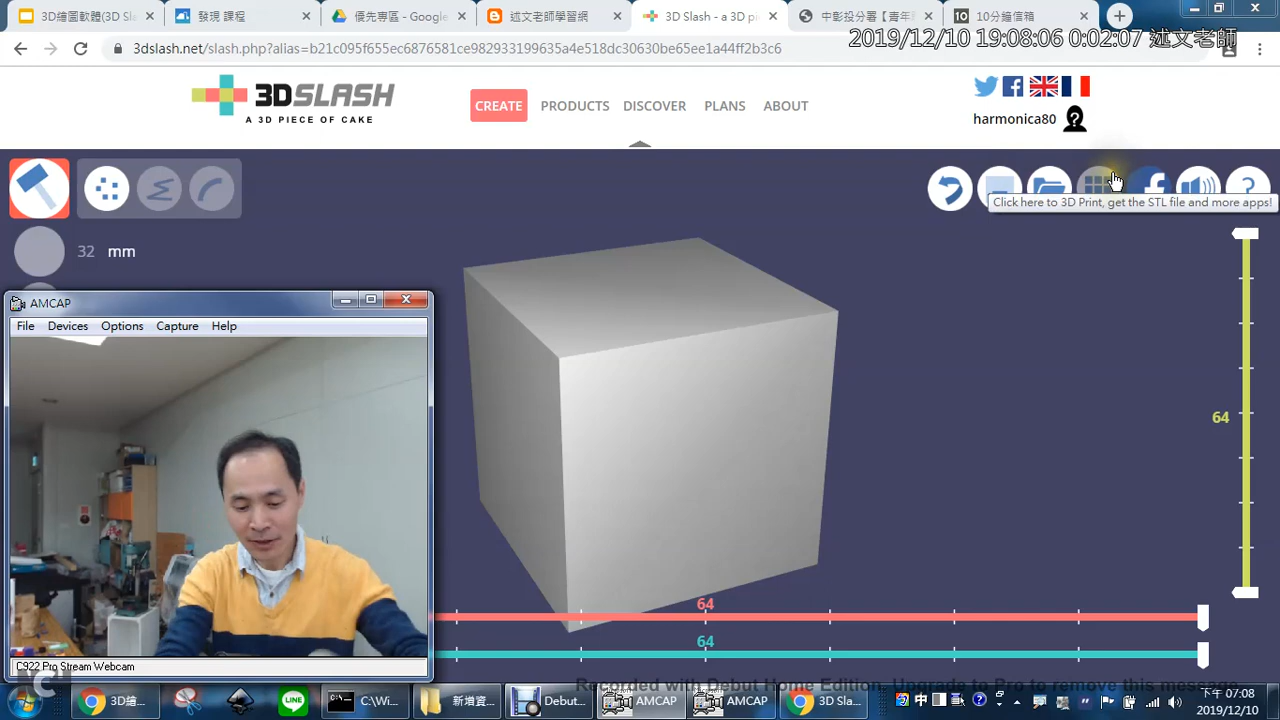 3D繪圖軟體(3D Slas
發現 課程
優先專區 - Google
述文老師學習網
3D Slash - a 3D pi
中彰投分署【青年
10分鐘信箱
3dslash.net/slash.php?alias=b21c095f655ec6876581ce982933199635a4e518dc30630be65ee1a44ff2b3c6
2019/12/10 19:08:06 0:02:07 述文老師
3DSLASH
A 3D PIECE OF CAKE
CREATE PRODUCTS DISCOVER PLANS ABOUT
harmonica80
Click here to 3D Print, get the STL file and more apps!
32 mm
AMCAP
File Devices Options Capture Help
64
64
64
C922 Pro Stream Webcam
Recorded with Debut Home Edition. Upgrade to Pro to remove this message
3D繪...
C:\Wi...
新增資...
Debut...
AMCAP
AMCAP
3D Sla...
中
下午 07:08
2019/12/10